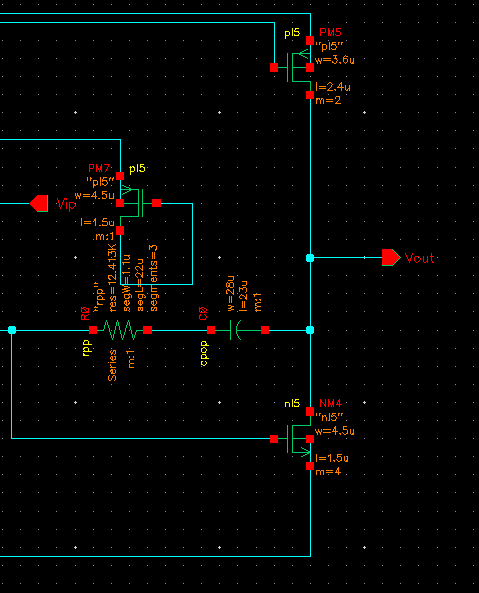 pl5
PM5
"pl5"
w=3.6u
l=2.4u
m=2
PM7
pl5
"pl5"
w=4.5u
l=1.5u
m:1
Vip
Vout
R0
"rpp"
res=12.413K
segW=1.1u
segL=22u
segments=3
rpp
Series
m:1
C0
w=28u
l=23u
m:1
cpop
nl5
NM4
"nl5"
w=4.5u
l=1.5u
m=4